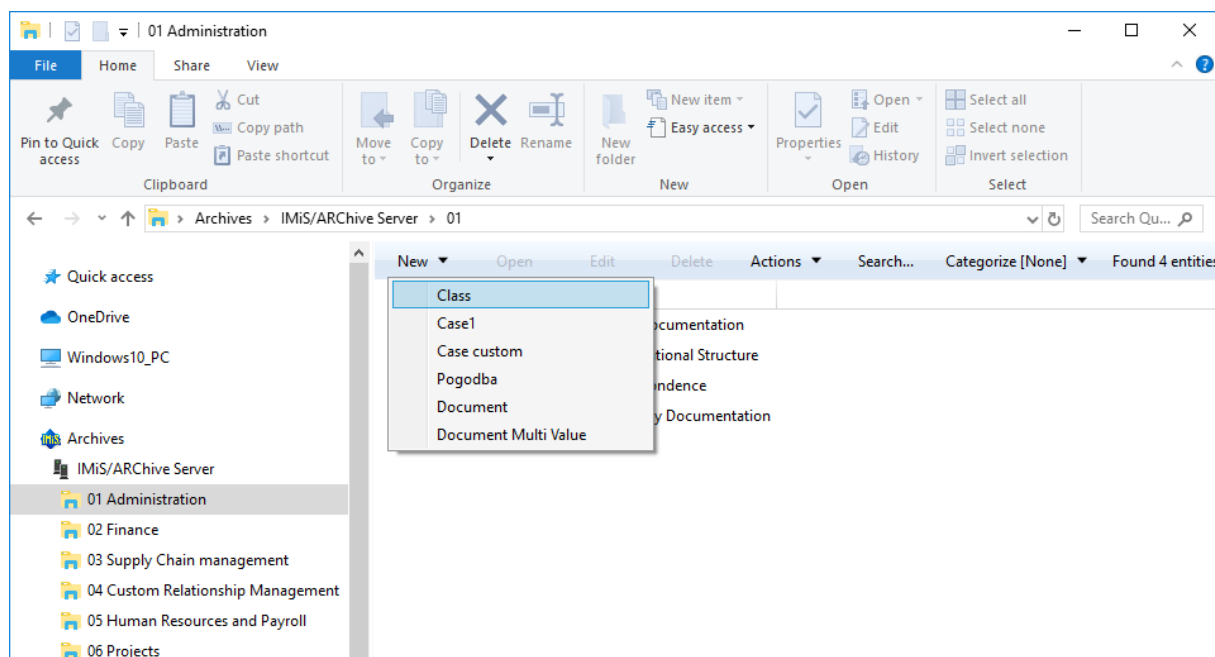 01 Administration
File Home Share View
Pin to Quick access
Copy
Paste
Cut
Copy path
Paste shortcut
Clipboard
Move to
Copy to
Delete
Rename
Organize
New folder
New item
Easy access
New
Properties
Open
Edit
History
Open
Select all
Select none
Invert selection
Select
Archives > IMiS/ARChive Server > 01
Search Qu...
Quick access
OneDrive
Windows10_PC
Network
Archives
IMiS/ARChive Server
01 Administration
02 Finance
03 Supply Chain management
04 Custom Relationship Management
05 Human Resources and Payroll
06 Projects
New Open Edit Delete Actions Search... Categorize [None] Found 4 entities
Class
Case1
Case custom
Pogodba
Document
Document Multi Value
ocumentation
tional Structure
ondence
y Documentation